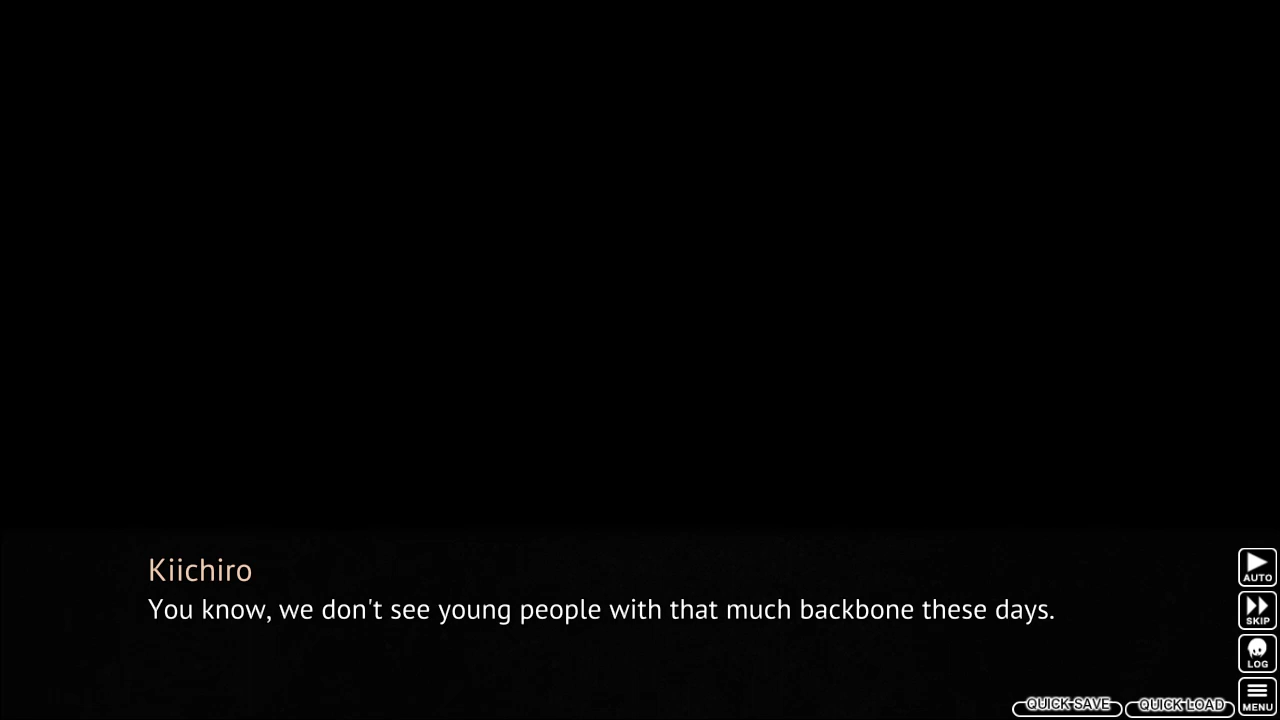 Kiichiro
You know, we don't see young people with that much backbone these days.
AUTO
SKIP
LOG
MENU
QUICK SAVE
QUICK LOAD